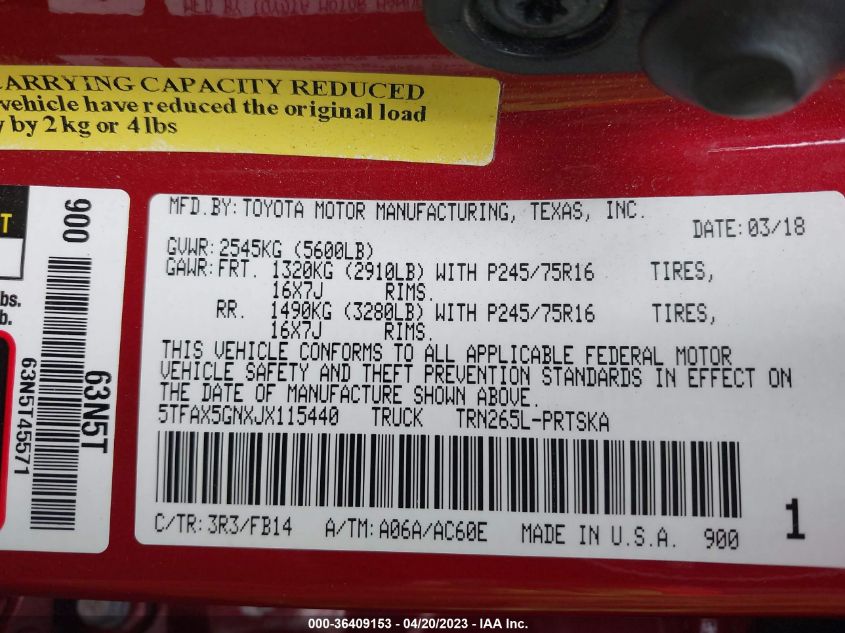 CARRYING CAPACITY REDUCED
vehicle have reduced the original load
by 2 kg or 4 lbs
MFD.BY: TOYOTA MOTOR MANUFACTURING, TEXAS, INC.
DATE: 03/18
GVWR: 2545KG (5600LB)
GAWR: FRT. 1320KG (2910LB) WITH P245/75R16 TIRES,
16X7J RIMS.
RR. 1490KG (3280LB) WITH P245/75R16 TIRES,
16X7J RIMS.
THIS VEHICLE CONFORMS TO ALL APPLICABLE FEDERAL MOTOR
VEHICLE SAFETY AND THEFT PREVENTION STANDARDS IN EFFECT ON
THE DATE OF MANUFACTURE SHOWN ABOVE.
5TFAX5GNXJX115440 TRUCK TRN265L-PRTSKA
C/TR: 3R3/FB14 A/TM: A06A/AC60E MADE IN U.S.A. 900
1
900
63N5T
63N5T45571
lbs.
b.
000-36409153 - 04/20/2023 - IAA Inc.